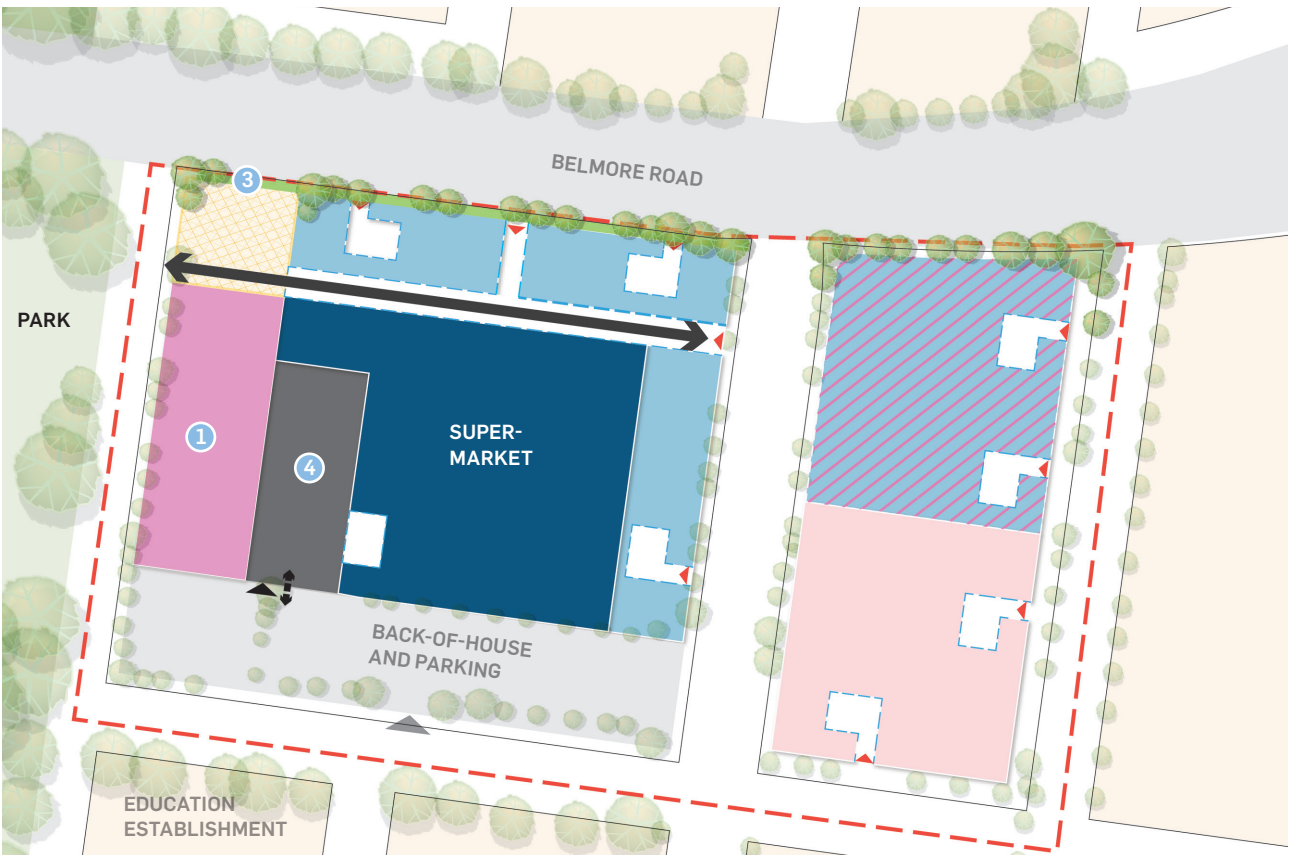 BELMORE ROAD
3
PARK
1
4
SUPER-
MARKET
BACK-OF-HOUSE
AND PARKING
EDUCATION
ESTABLISHMENT